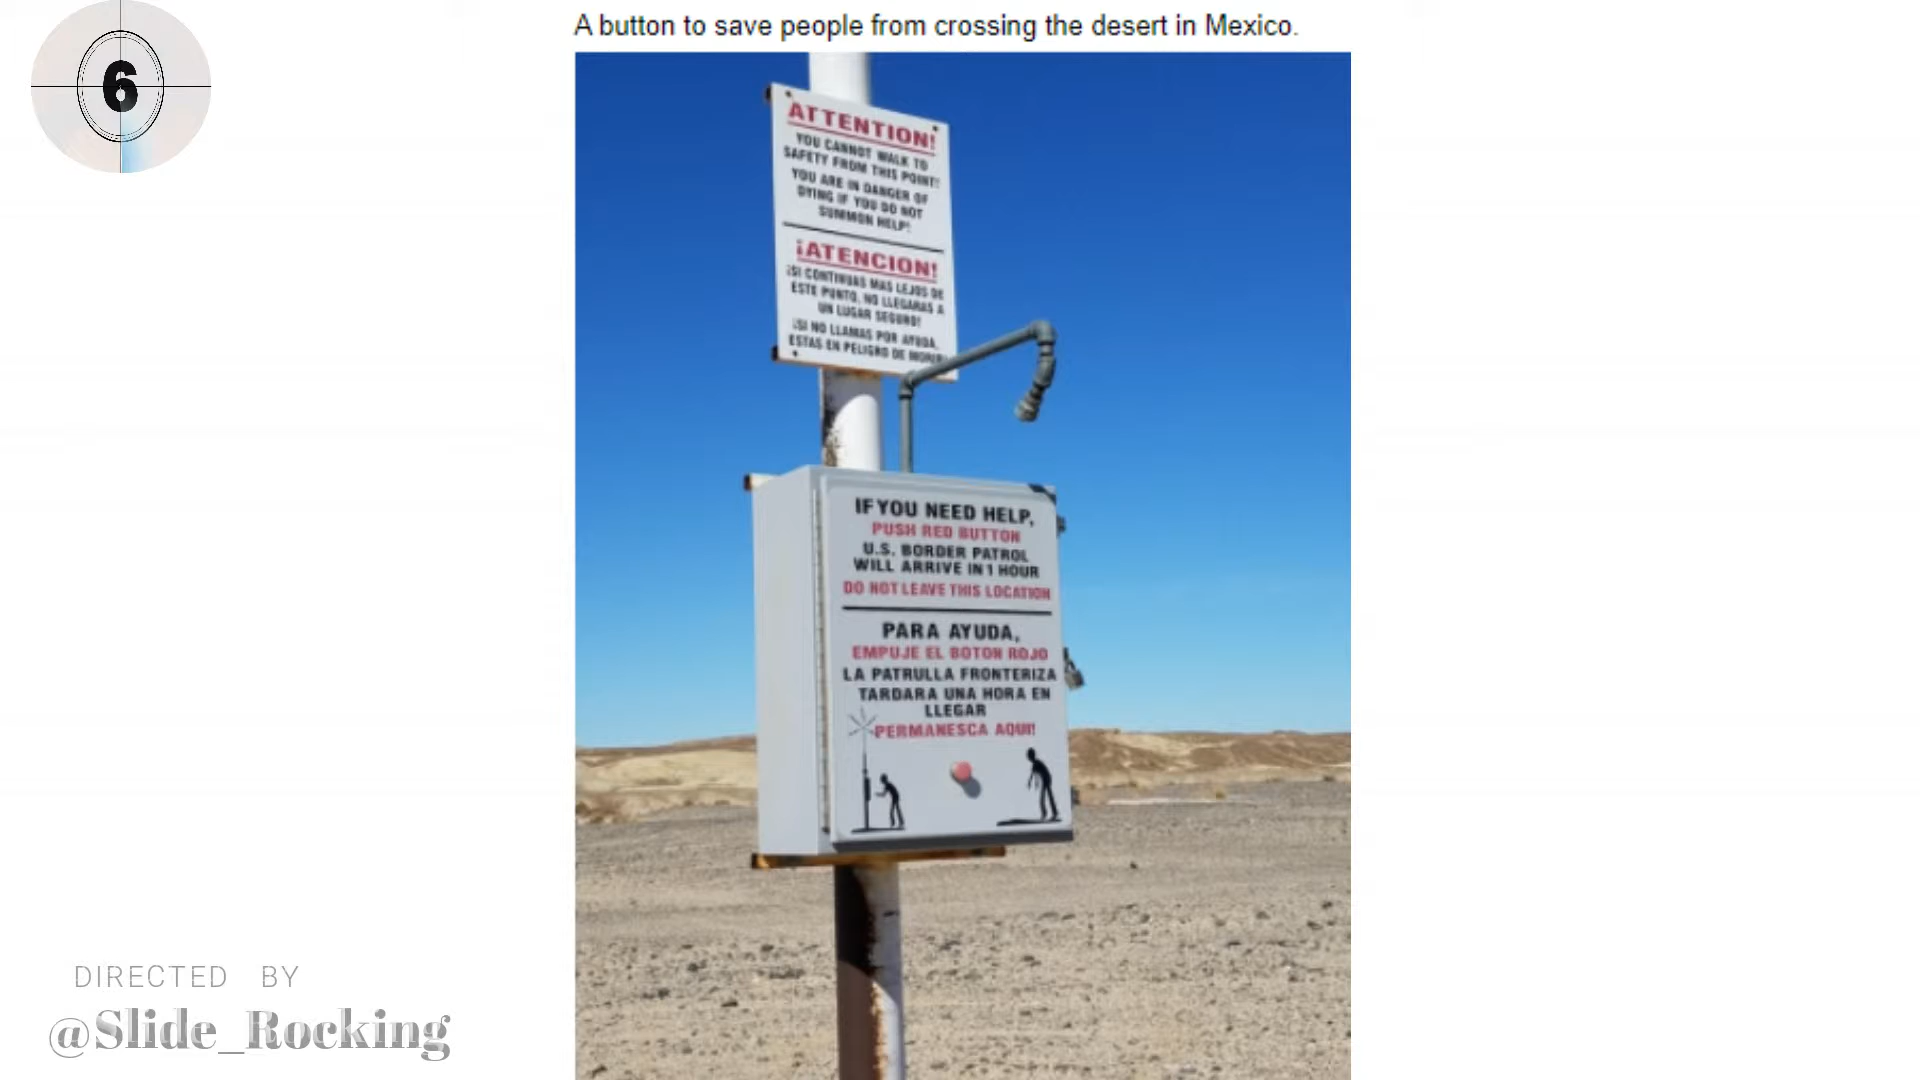 A button to save people from crossing the desert in Mexico.
6
ATTENTION!
YOU CANNOT WALK TO
SAFETY FROM THIS POINT!
YOU ARE IN DANGER OF
DYING IF YOU DO NOT
SUMMON HELP!
¡ATENCION!
¡SI CONTINUAS MAS LEJOS DE
ESTE PUNTO, NO LLEGARAS A
UN LUGAR SEGURO!
¡SI NO LLAMAS POR AYUDA,
ESTAS EN PELIGRO DE MORIR!
IF YOU NEED HELP,
PUSH RED BUTTON
U.S. BORDER PATROL
WILL ARRIVE IN 1 HOUR
DO NOT LEAVE THIS LOCATION
PARA AYUDA,
EMPUJE EL BOTON ROJO
LA PATRULLA FRONTERIZA
TARDARA UNA HORA EN
LLEGAR
PERMANESCA AQUI!
DIRECTED BY
@Slide_Rocking